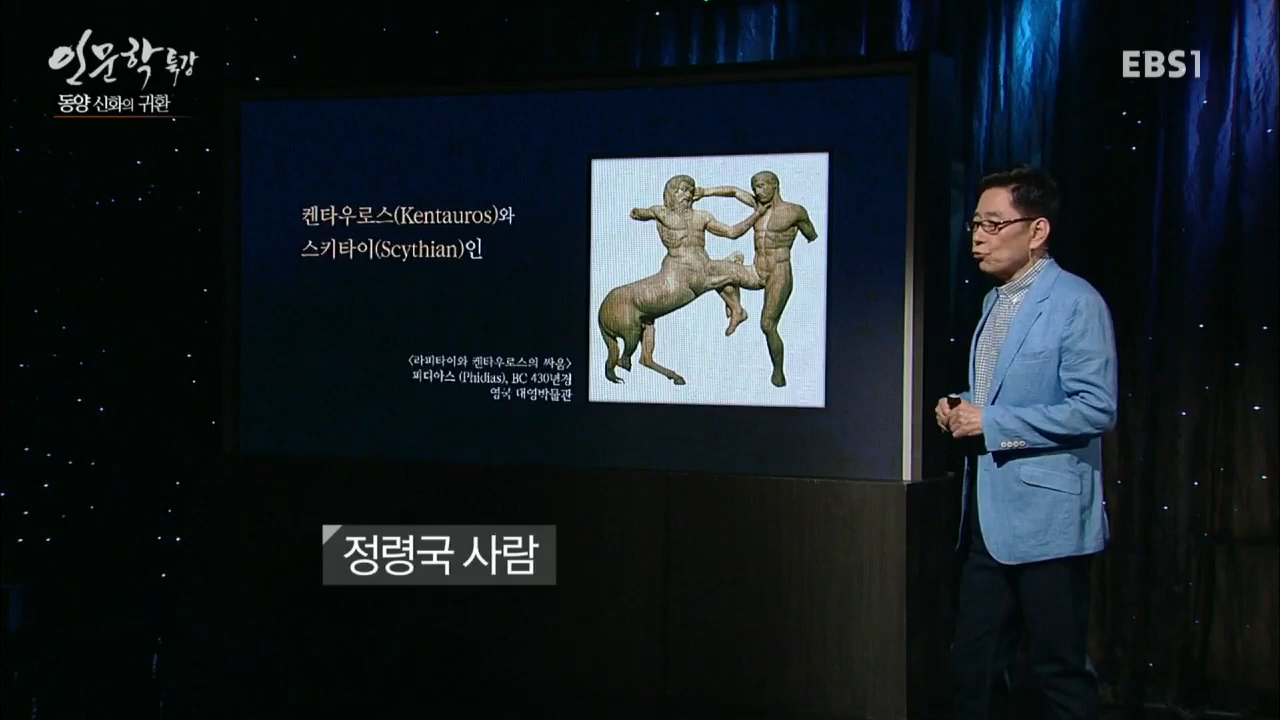 인문학 특강
동양 신화의 귀환
EBS1
켄타우로스(Kentauros)와
스키타이(Scythian)인
<라피타이와 켄타우로스의 싸움>
피디아스 (Phidias), BC 430년경
영국 대영박물관
정령국 사람